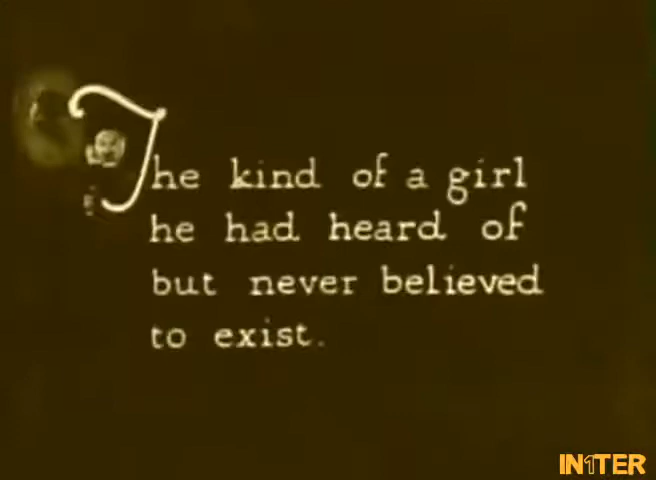 The kind of a girl
he had heard of
but never believed
to exist.
IN1TER